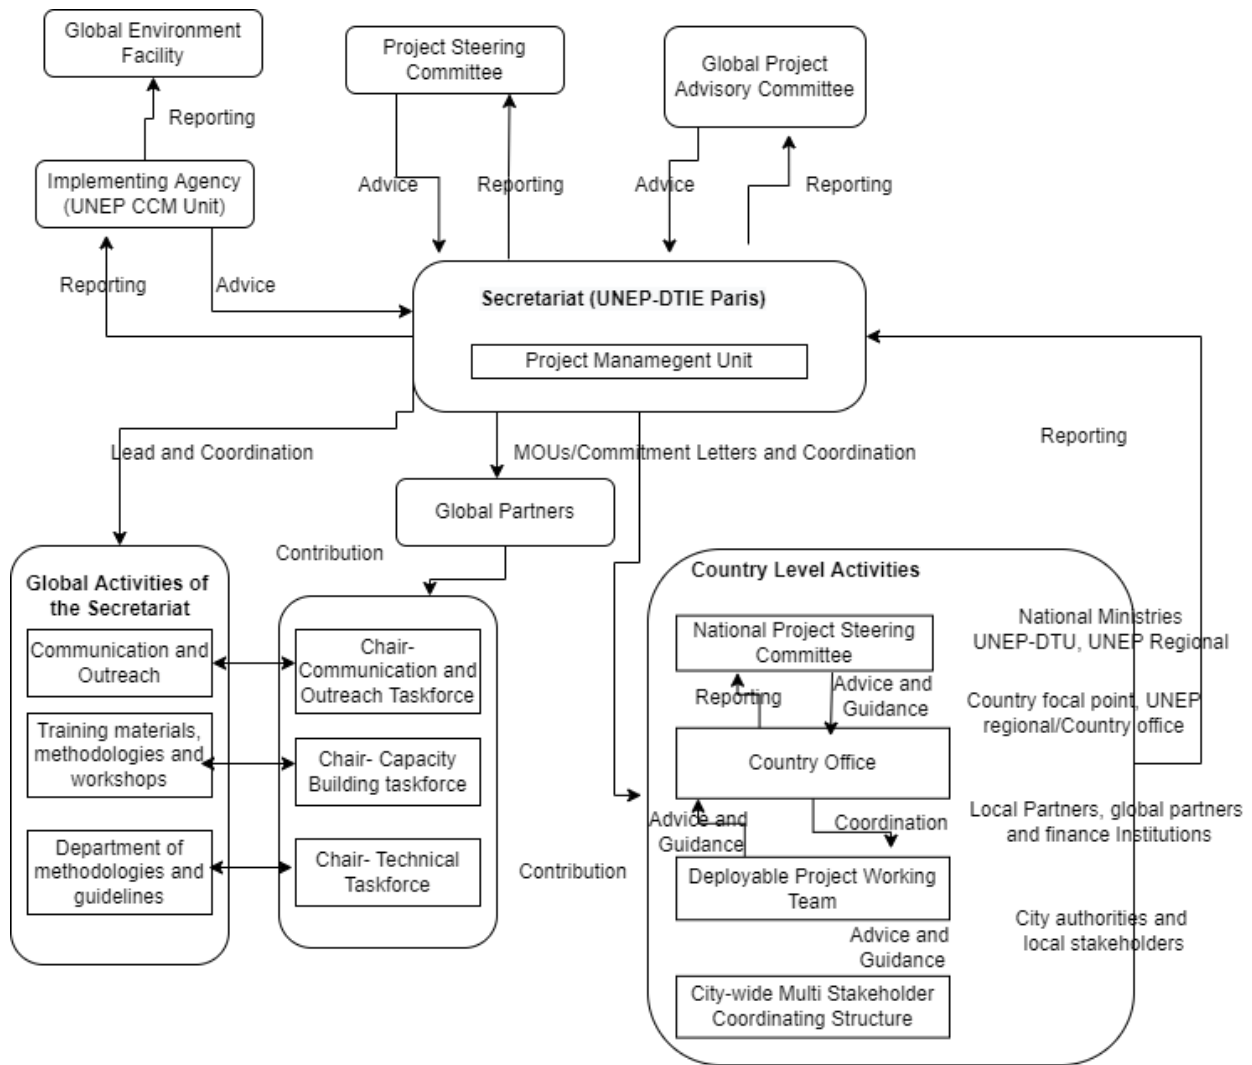 Global Environment
Facility
Project Steering
Committee
Global Project
Advisory Committee
Reporting
Implementing Agency
(UNEP CCM Unit)
Advice
Reporting
Advice
Reporting
Reporting
Advice
Secretariat (UNEP-DTIE Paris)
Project Manamegent Unit
Reporting
Lead and Coordination
MOUs/Commitment Letters and Coordination
Global Partners
Contribution
Global Activities of
the Secretariat
Communication and
Outreach
Training materials,
methodologies and
workshops
Department of
methodologies and
guidelines
Chair-
Communication and
Outreach Taskforce
Chair- Capacity
Building taskforce
Chair- Technical
Taskforce
Contribution
Country Level Activities
National Project Steering
Committee
Reporting
Advice and
Guidance
Country Office
Advice and
Guidance
Coordination
Deployable Project Working
Team
Advice and
Guidance
City-wide Multi Stakeholder
Coordinating Structure
National Ministries
UNEP-DTU, UNEP Regional
Country focal point, UNEP
regional/Country office
Local Partners, global partners
and finance Institutions
City authorities and
local stakeholders